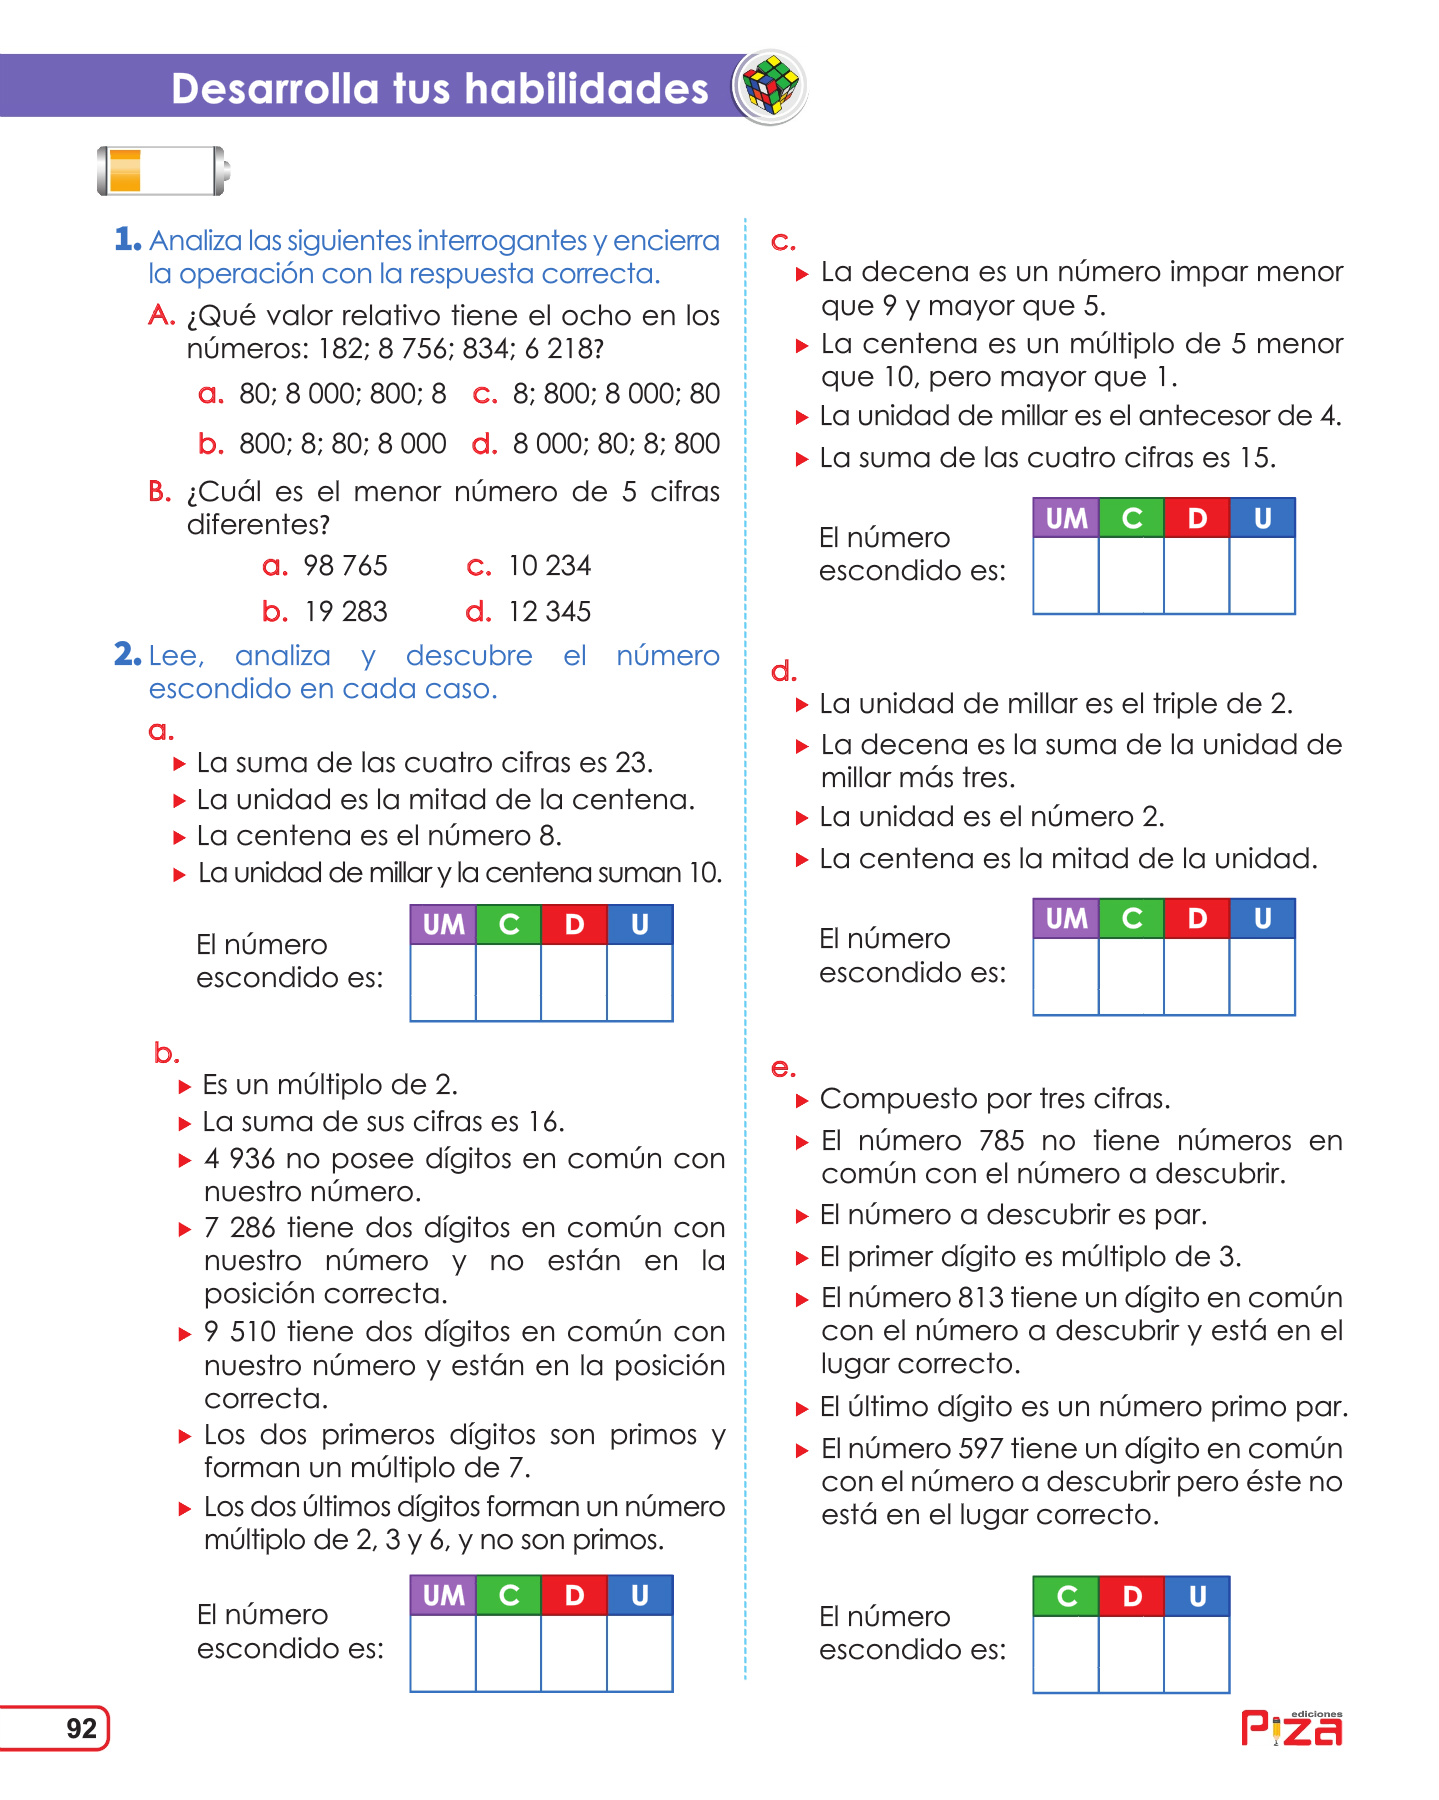 Desarrolla tus habilidades
1. Analiza las siguientes interrogantes y encierra
la operación con la respuesta correcta.
A. ¿Qué valor relativo tiene el ocho en los
números: 182; 8 756; 834; 6 218?
a. 80; 8 000; 800; 8 c. 8; 800; 8 000; 80
b. 800; 8; 80; 8 000 d. 8 000; 80; 8; 800
B. ¿Cuál es el menor número de 5 cifras
diferentes?
a. 98 765 c. 10 234
b. 19 283 d. 12 345
2. Lee, analiza y descubre el número
escondido en cada caso.
a.
La suma de las cuatro cifras es 23.
La unidad es la mitad de la centena.
La centena es el número 8.
La unidad de millar y la centena suman 10.
UM C D U
El número
escondido es:
b.
Es un múltiplo de 2.
La suma de sus cifras es 16.
4 936 no posee dígitos en común con
nuestro número.
7 286 tiene dos dígitos en común con
nuestro número y no están en la
posición correcta.
9 510 tiene dos dígitos en común con
nuestro número y están en la posición
correcta.
Los dos primeros dígitos son primos y
forman un múltiplo de 7.
Los dos últimos dígitos forman un número
múltiplo de 2, 3 y 6, y no son primos.
UM C D U
El número
escondido es:
c.
La decena es un número impar menor
que 9 y mayor que 5.
La centena es un múltiplo de 5 menor
que 10, pero mayor que 1.
La unidad de millar es el antecesor de 4.
La suma de las cuatro cifras es 15.
UM C D U
El número
escondido es:
d.
La unidad de millar es el triple de 2.
La decena es la suma de la unidad de
millar más tres.
La unidad es el número 2.
La centena es la mitad de la unidad.
UM C D U
El número
escondido es:
e.
Compuesto por tres cifras.
El número 785 no tiene números en
común con el número a descubrir.
El número a descubrir es par.
El primer dígito es múltiplo de 3.
El número 813 tiene un dígito en común
con el número a descubrir y está en el
lugar correcto.
El último dígito es un número primo par.
El número 597 tiene un dígito en común
con el número a descubrir pero éste no
está en el lugar correcto.
C D U
El número
escondido es:
92
ediciones
Piza